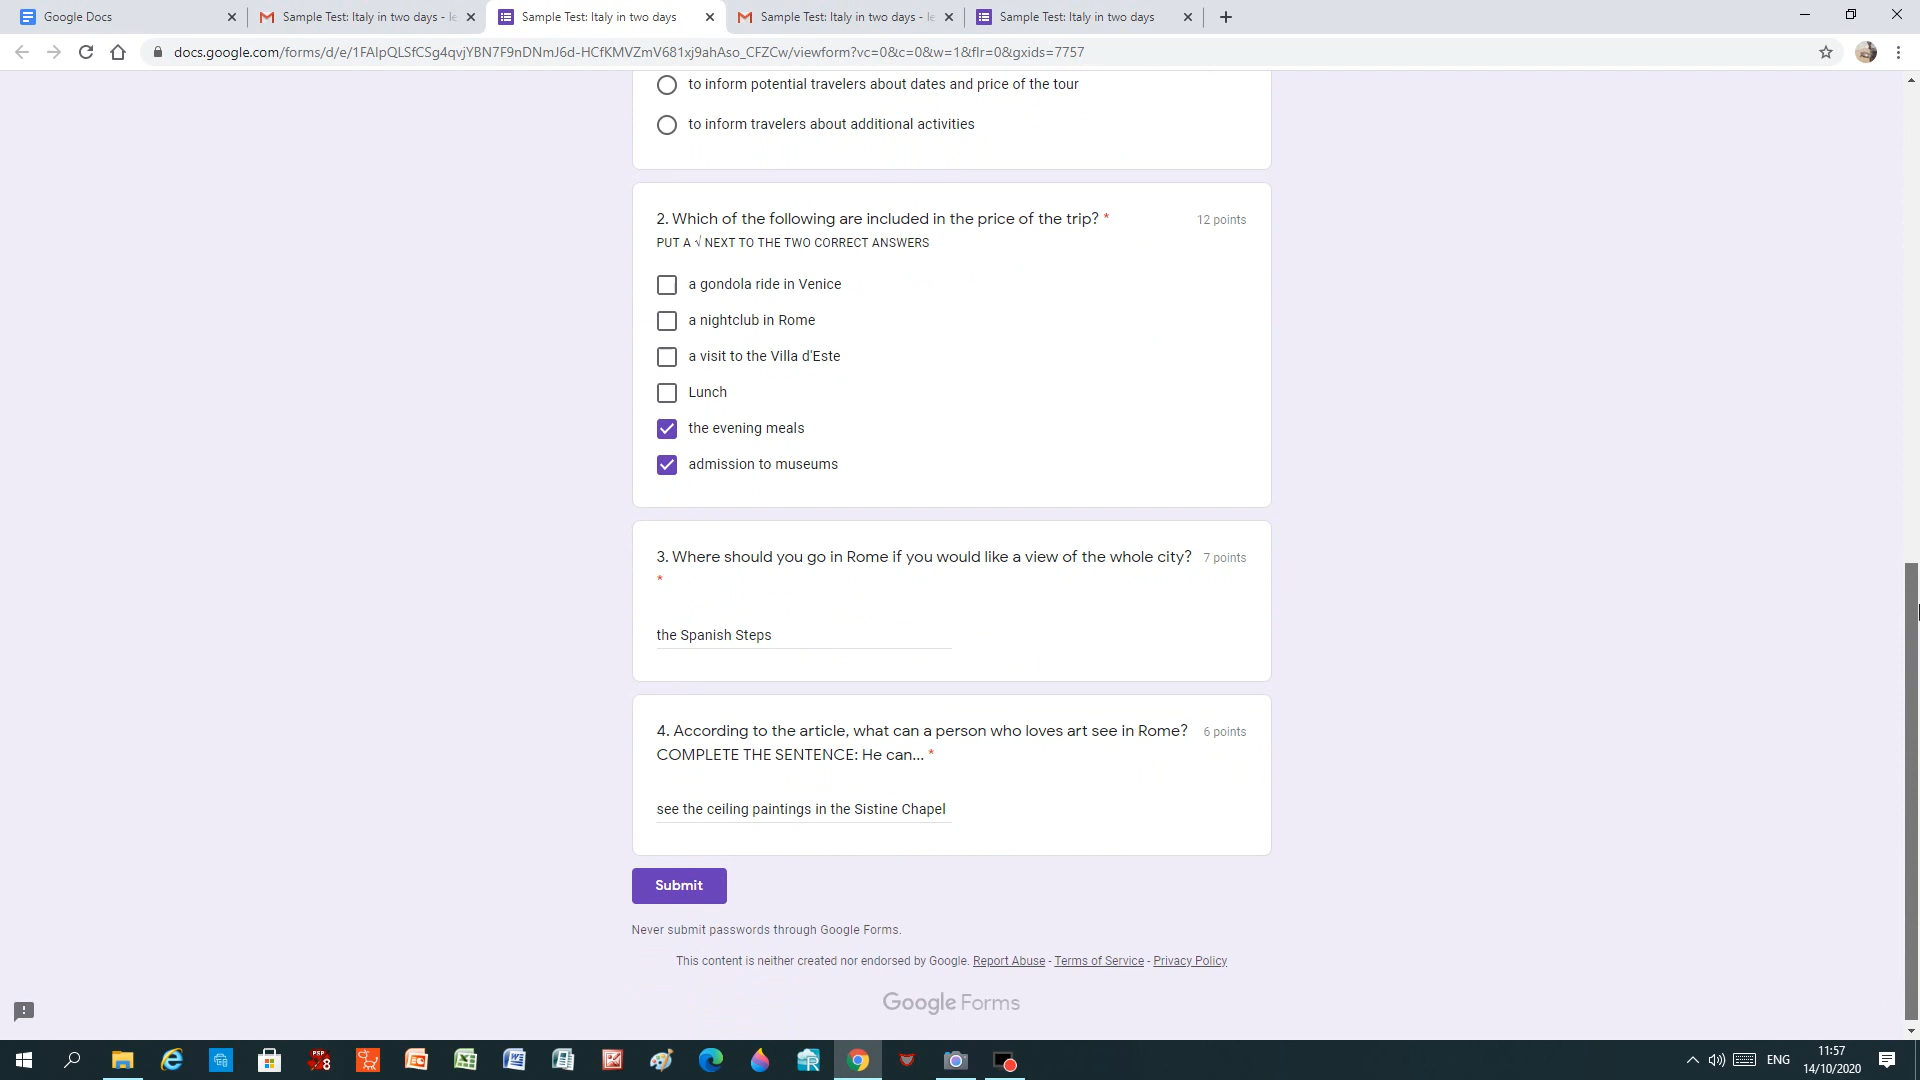 Google Docs
Sample Test: Italy in two days - le
Sample Test: Italy in two days
Sample Test: Italy in two days - le
Sample Test: Italy in two days
docs.google.com/forms/d/e/1FAIpQLSfCSg4qvjYBN7F9nDNmJ6d-HCfKMVZmV681xj9ahAso_CFZCw/viewform?vc=0&c=0&w=1&flr=0&gxids=7757
to inform potential travelers about dates and price of the tour
to inform travelers about additional activities
2. Which of the following are included in the price of the trip? *
12 points
PUT A √ NEXT TO THE TWO CORRECT ANSWERS
a gondola ride in Venice
a nightclub in Rome
a visit to the Villa d'Este
Lunch
the evening meals
admission to museums
3. Where should you go in Rome if you would like a view of the whole city?
7 points
*
the Spanish Steps
4. According to the article, what can a person who loves art see in Rome?
6 points
COMPLETE THE SENTENCE: He can... *
see the ceiling paintings in the Sistine Chapel
Submit
Never submit passwords through Google Forms.
This content is neither created nor endorsed by Google. Report Abuse - Terms of Service - Privacy Policy
Google Forms
PSP 8
ENG
11:57
14/10/2020